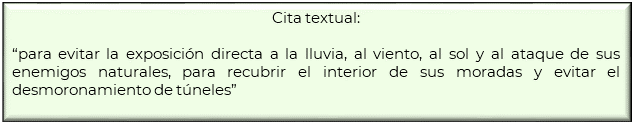 Cita textual:
“para evitar la exposición directa a la lluvia, al viento, al sol y al ataque de sus
enemigos naturales, para recubrir el interior de sus moradas y evitar el
desmoronamiento de túneles”